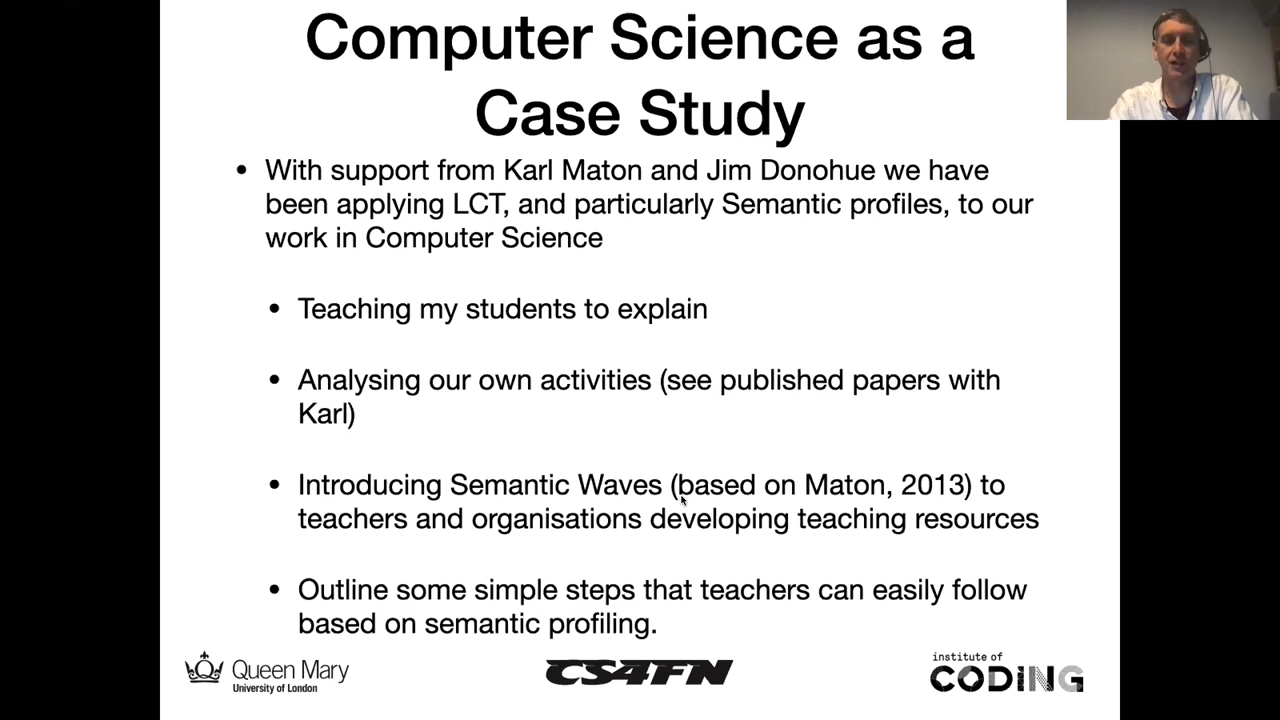 Computer Science as a
Case Study
• With support from Karl Maton and Jim Donohue we have
been applying LCT, and particularly Semantic profiles, to our
work in Computer Science
• Teaching my students to explain
• Analysing our own activities (see published papers with
Karl)
• Introducing Semantic Waves (based on Maton, 2013) to
teachers and organisations developing teaching resources
• Outline some simple steps that teachers can easily follow
based on semantic profiling.
Queen Mary
University of London
CS4FN
institute of
CODING